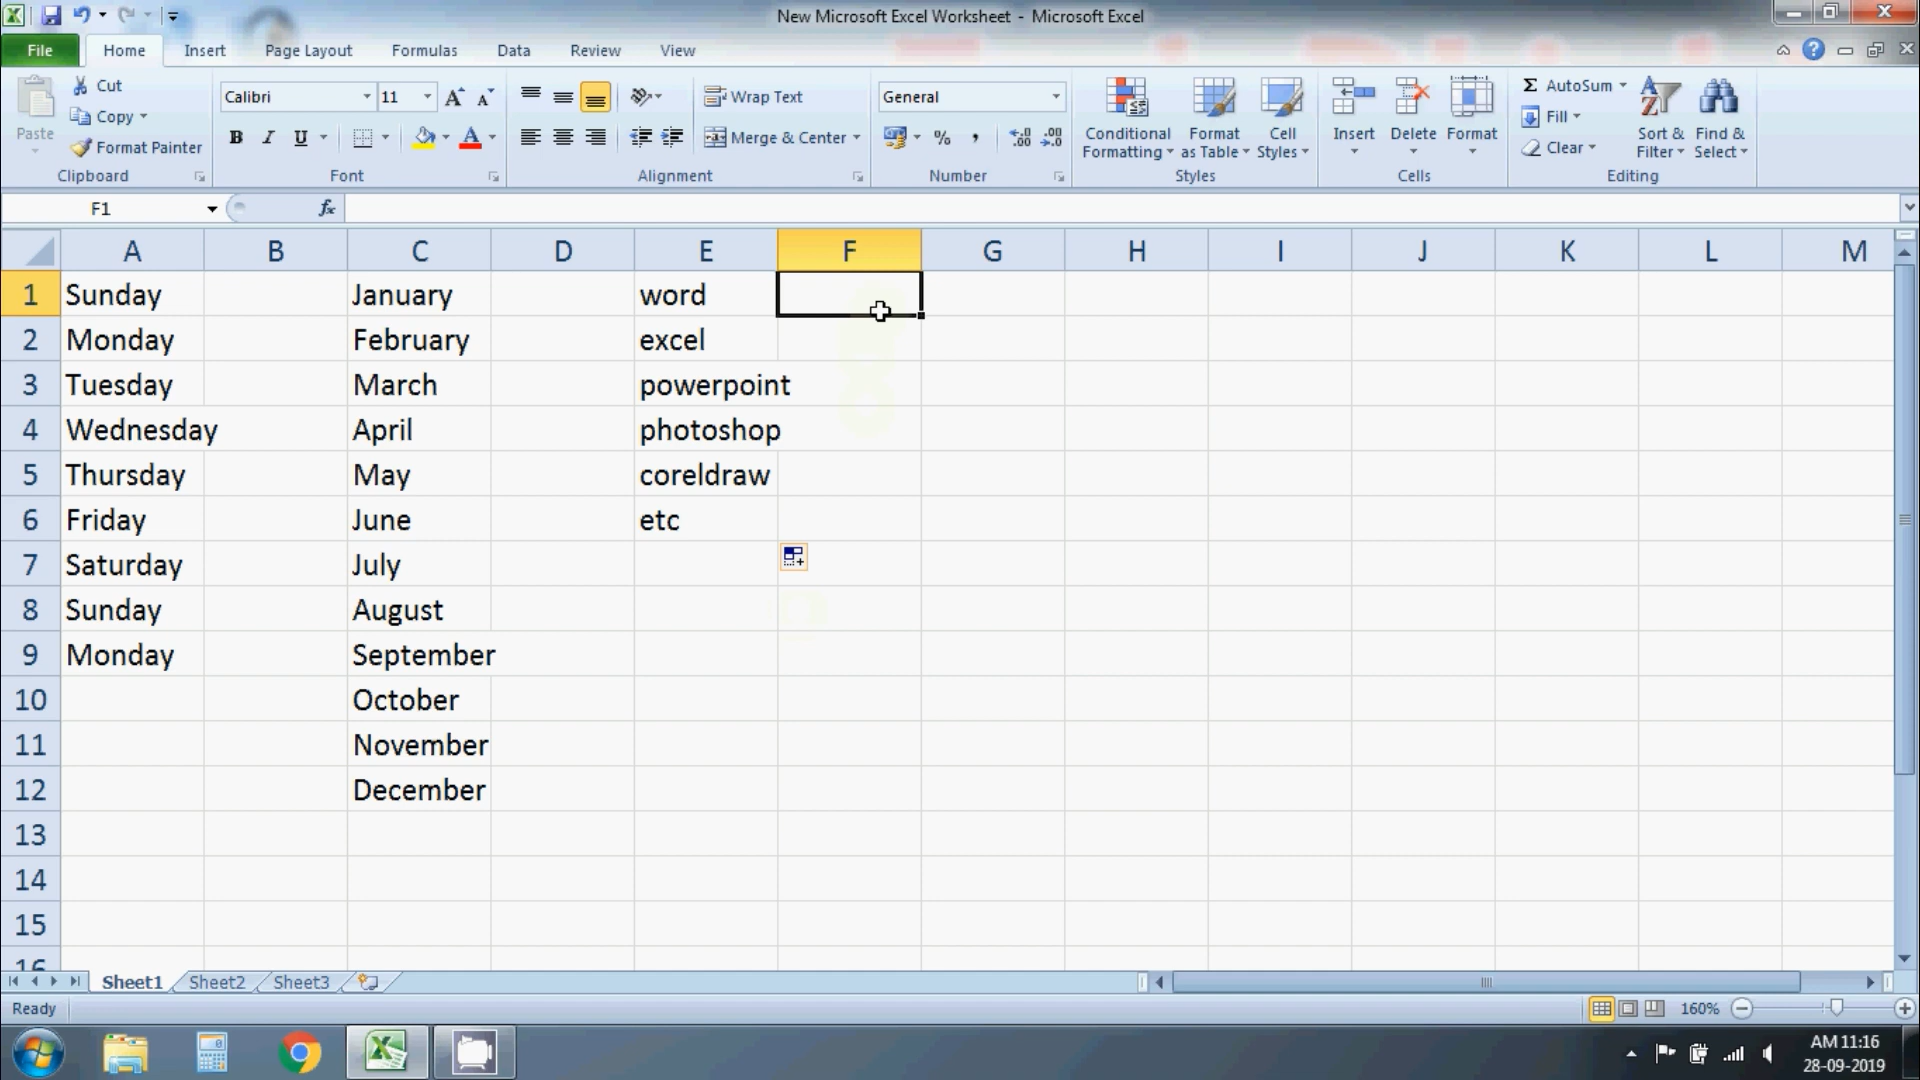 New Microsoft Excel Worksheet - Microsoft Excel
File Home Insert Page Layout Formulas Data Review View
Paste
Cut
Copy
Format Painter
Clipboard
Calibri 11
B I U A
Font
Wrap Text
Merge & Center
Alignment
General
%
Number
Conditional Formatting
Format as Table
Cell Styles
Styles
Insert Delete Format
Cells
Σ AutoSum
Fill
Clear
Sort & Filter
Find & Select
Editing
F1 fx
A B C D E F G H I J K L M
1 Sunday January word
2 Monday February excel
3 Tuesday March powerpoint
4 Wednesday April photoshop
5 Thursday May coreldraw
6 Friday June etc
7 Saturday July
8 Sunday August
9 Monday September
10 October
11 November
12 December
13
14
15
16
Sheet1 Sheet2 Sheet3
Ready 160%
AM 11:16
28-09-2019